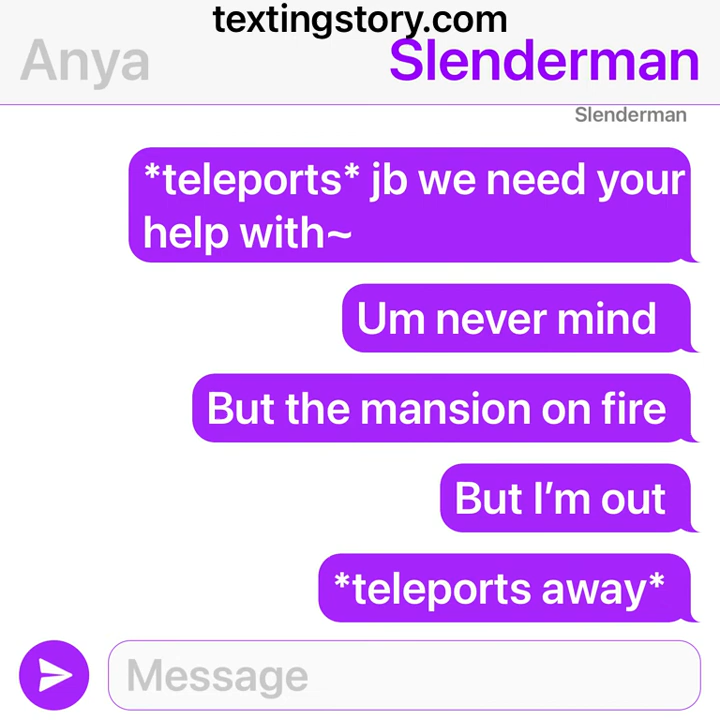 textingstory.com
Anya
Slenderman
Slenderman
*teleports* jb we need your
help with~
Um never mind
But the mansion on fire
But I’m out
*teleports away*
Message